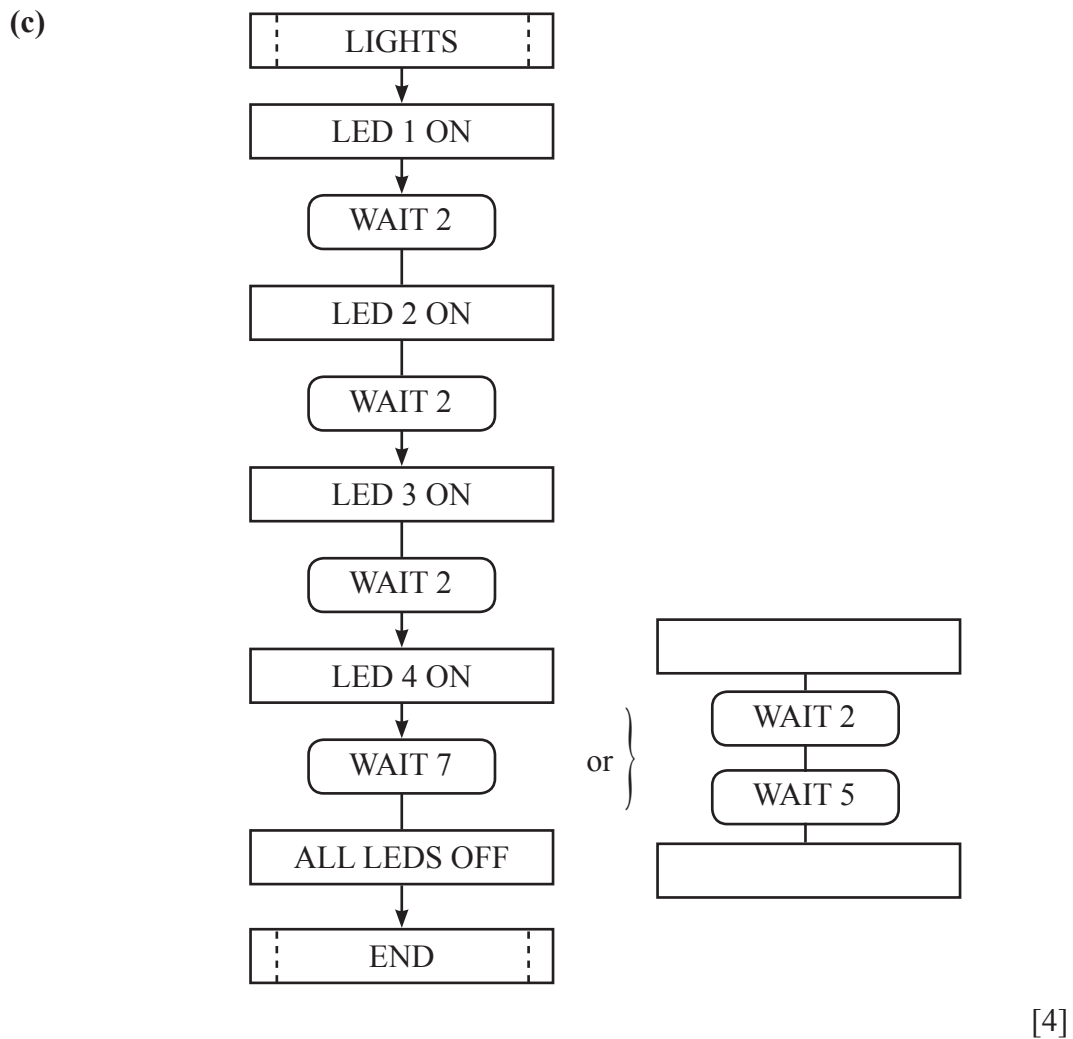 (c)
LIGHTS
LED 1 ON
WAIT 2
LED 2 ON
WAIT 2
LED 3 ON
WAIT 2
LED 4 ON
WAIT 7
or
WAIT 2
WAIT 5
ALL LEDS OFF
END
[4]